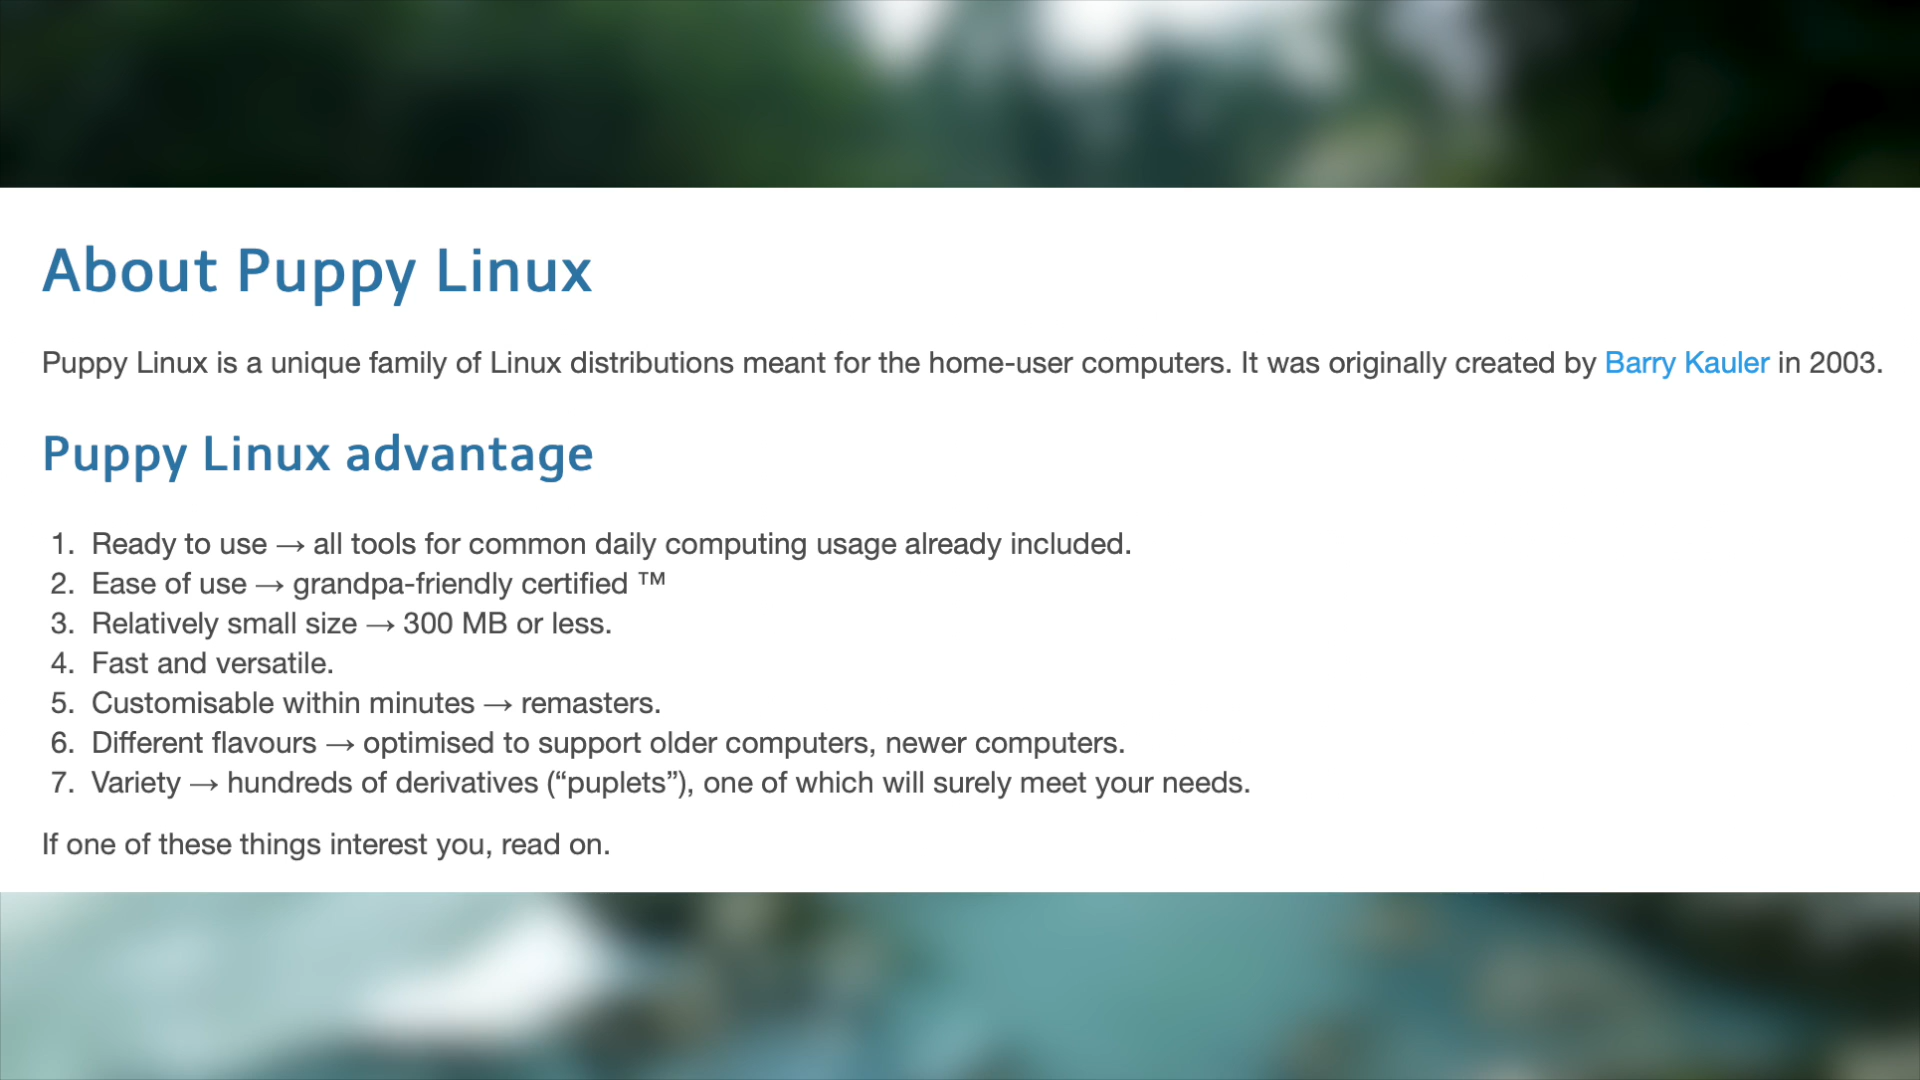 About Puppy Linux
Puppy Linux is a unique family of Linux distributions meant for the home-user computers. It was originally created by Barry Kauler in 2003.
Puppy Linux advantage
1. Ready to use → all tools for common daily computing usage already included.
2. Ease of use → grandpa-friendly certified ™
3. Relatively small size → 300 MB or less.
4. Fast and versatile.
5. Customisable within minutes → remasters.
6. Different flavours → optimised to support older computers, newer computers.
7. Variety → hundreds of derivatives (“puplets”), one of which will surely meet your needs.
If one of these things interest you, read on.